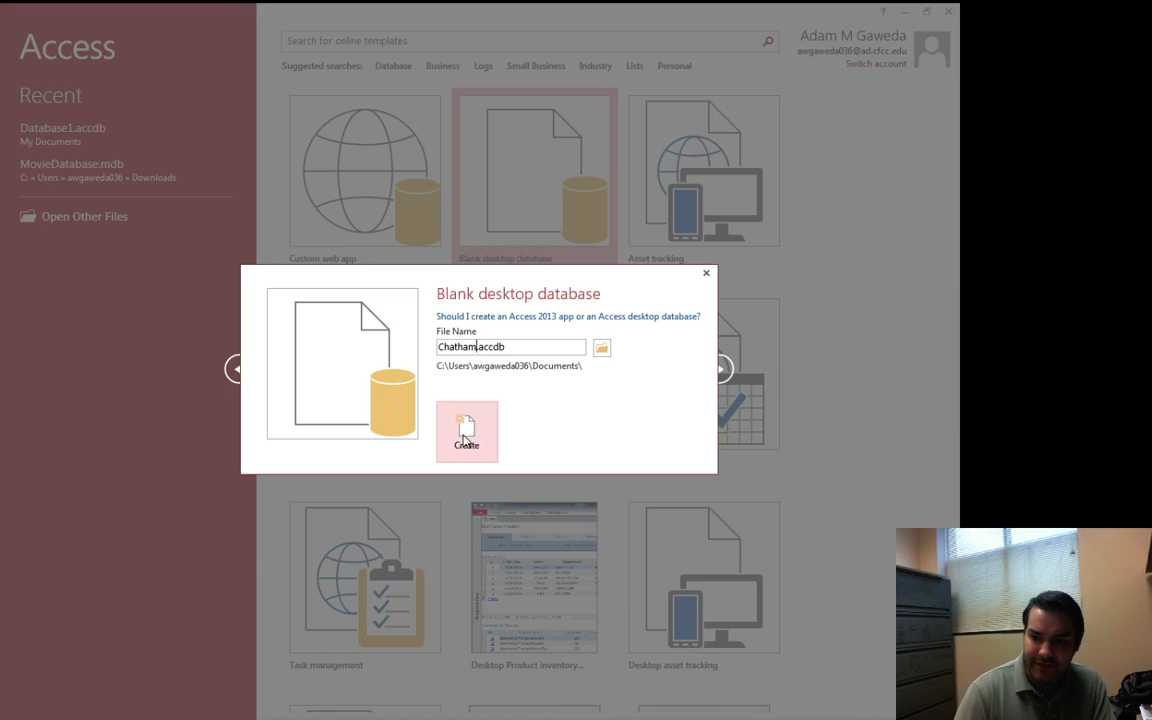 Access
?
Search for online templates
Adam M Gaweda
awgaweda036@ad.cfcc.edu
Switch account
Suggested searches: Database Business Logs Small Business Industry Lists Personal
Recent
Database1.accdb
My Documents
MovieDatabase.mdb
C: » Users » awgaweda036 » Downloads
Open Other Files
Custom web app
Blank desktop database
Asset tracking
Blank desktop database
Should I create an Access 2013 app or an Access desktop database?
File Name
Chatham.accdb
C:\Users\awgaweda036\Documents\
Create
Task management
Desktop Product Inventory...
Desktop asset tracking